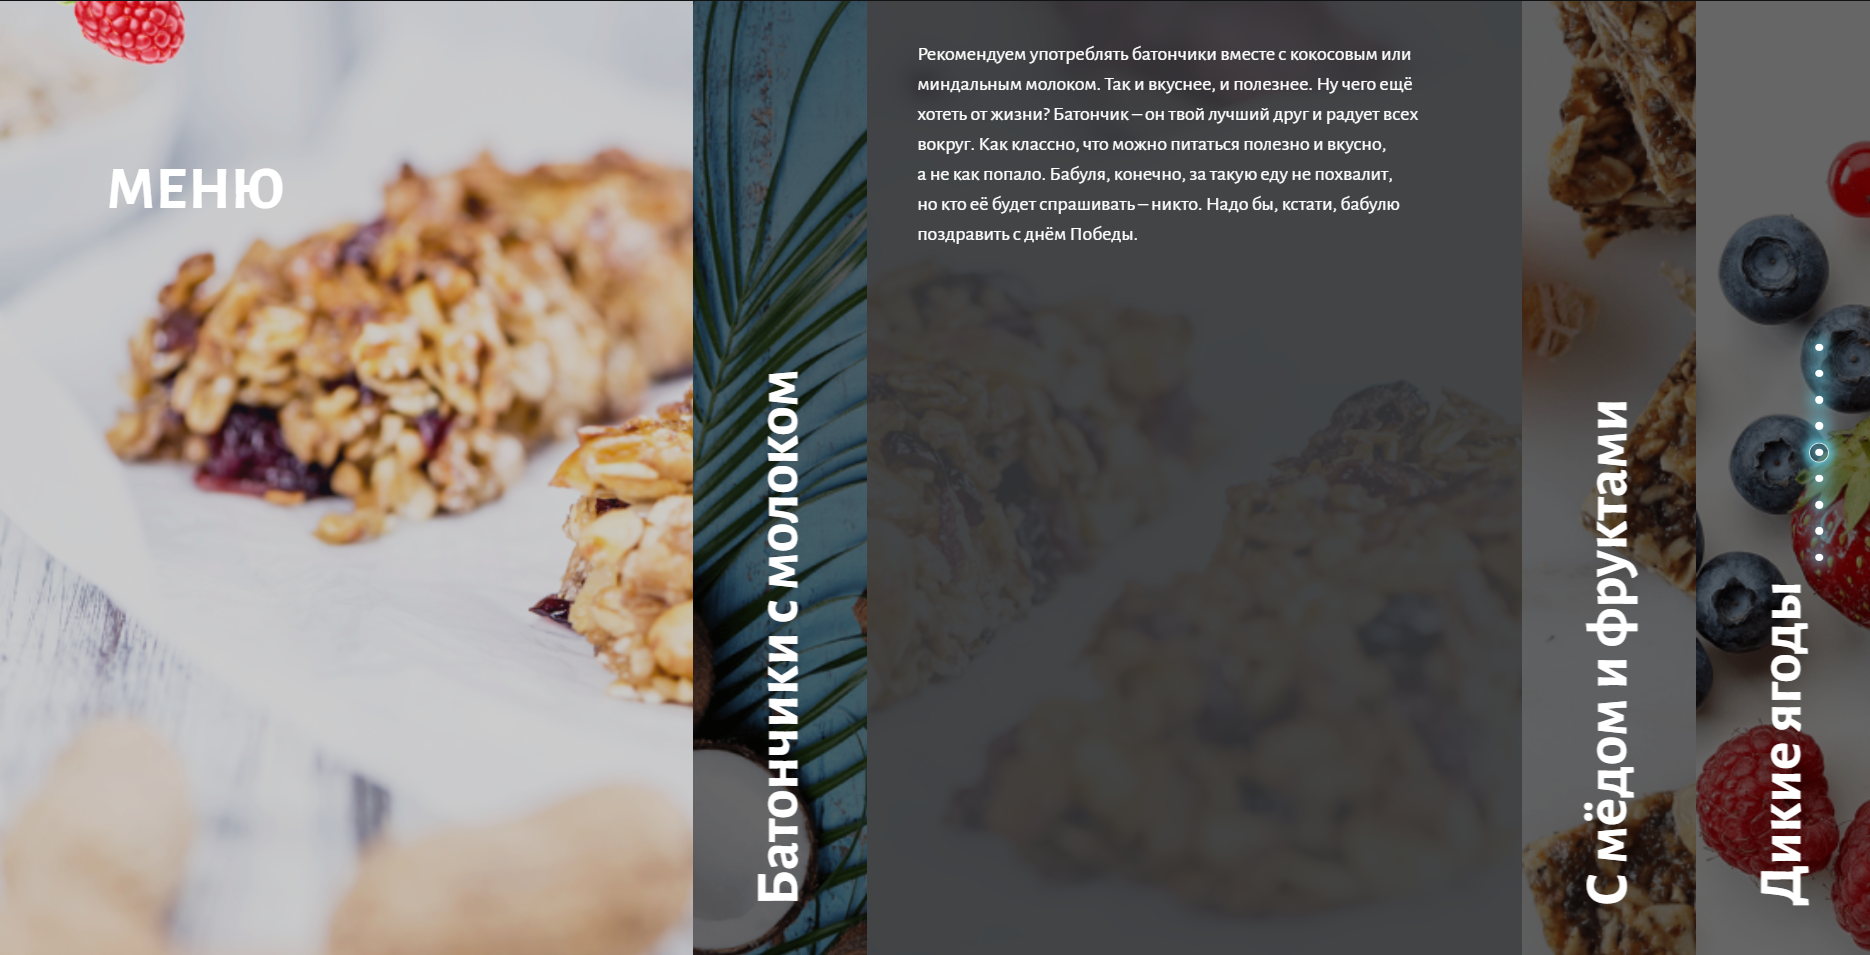 МЕНЮ
Батончики с молоком
Рекомендуем употреблять батончики вместе с кокосовым или
миндальным молоком. Так и вкуснее, и полезнее. Ну чего ещё
хотеть от жизни? Батончик – он твой лучший друг и радует всех
вокруг. Как классно, что можно питаться полезно и вкусно,
а не как попало. Бабуля, конечно, за такую еду не похвалит,
но кто её будет спрашивать – никто. Надо бы, кстати, бабулю
поздравить с днём Победы.
С мёдом и фруктами
Дикие ягоды